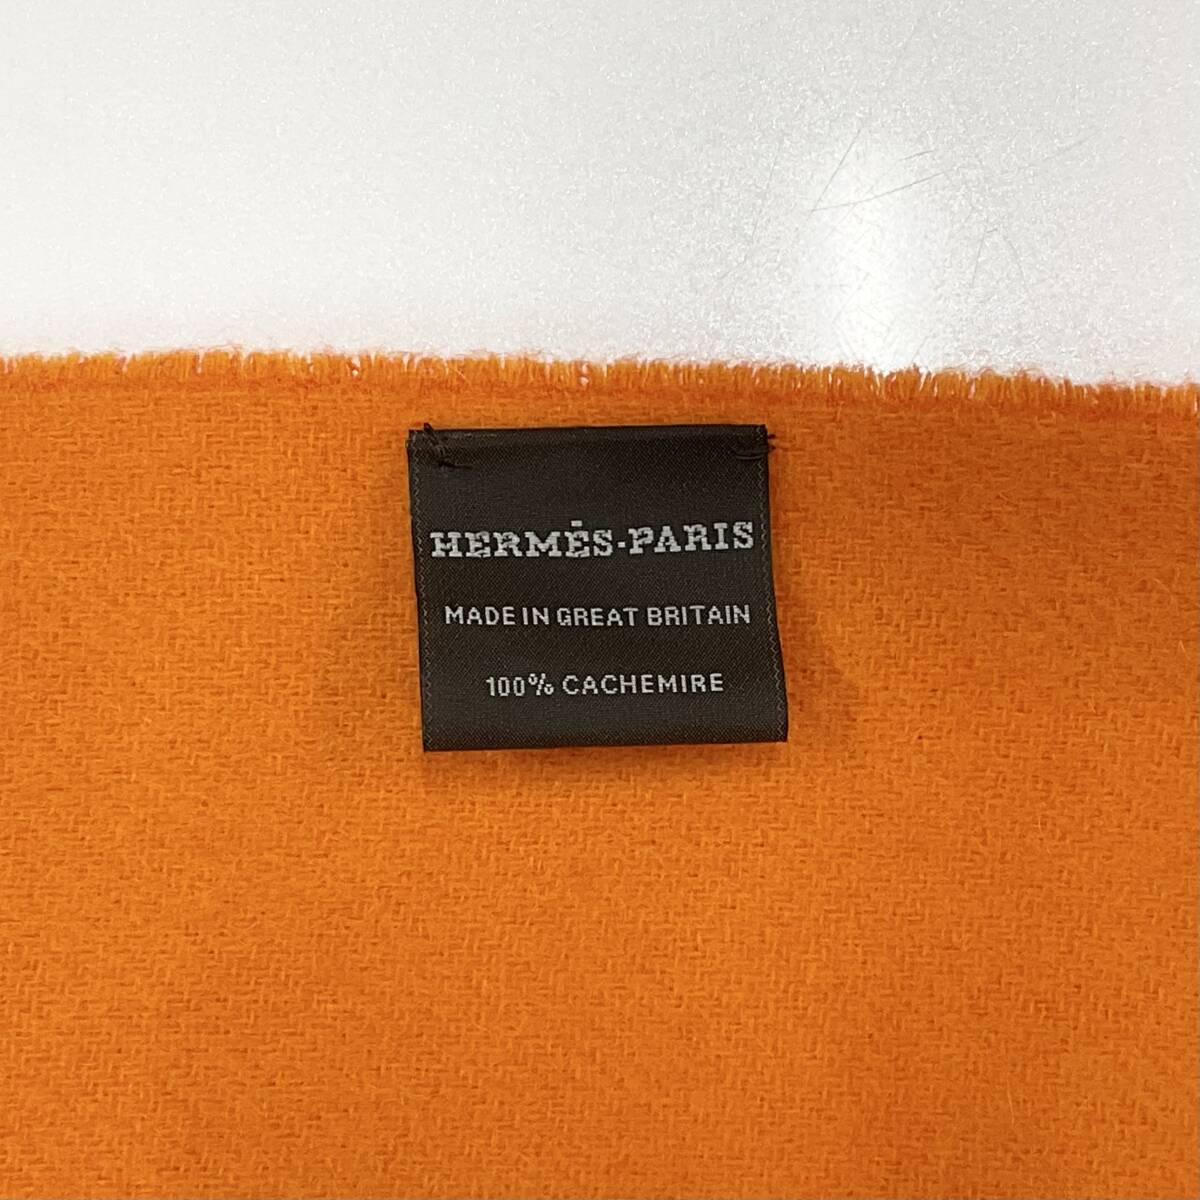 HERMÈS-PARIS
MADE IN GREAT BRITAIN
100% CACHEMIRE